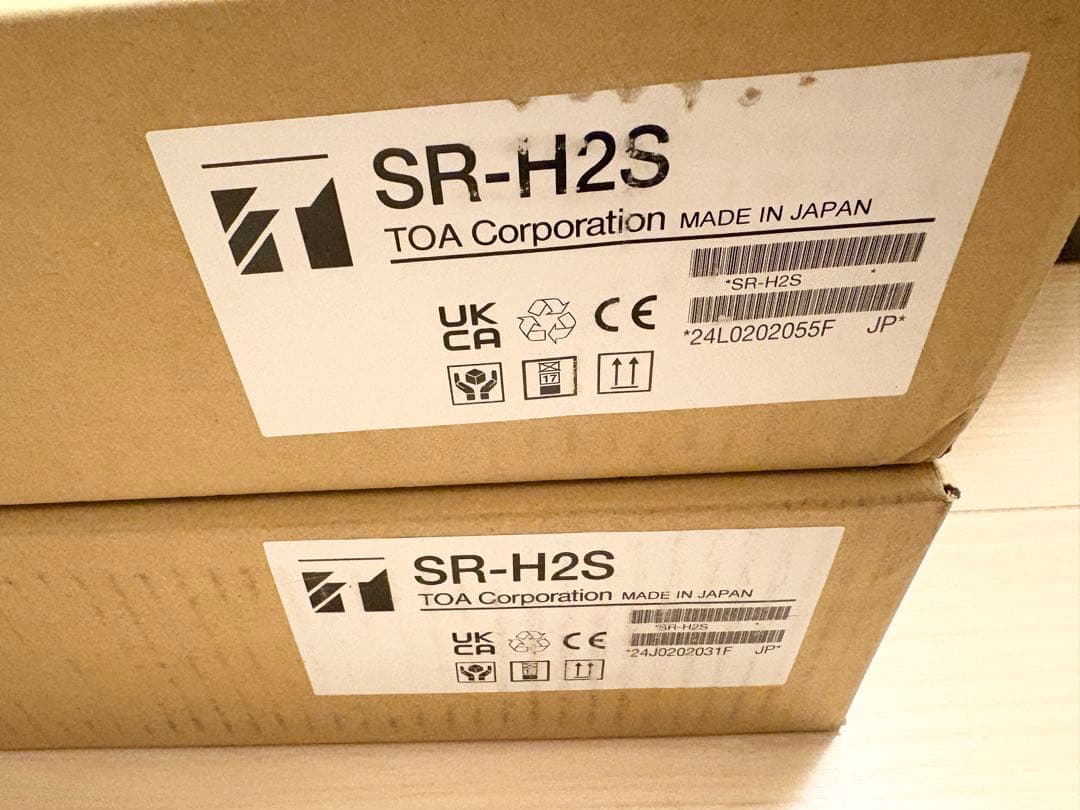 SR-H2S
TOA Corporation MADE IN JAPAN
*SR-H2S *
*24L0202055F JP*
UK
CA
CE
17
SR-H2S
TOA Corporation MADE IN JAPAN
*SR-H2S *
*24J0202031F JP*
UK
CA
CE